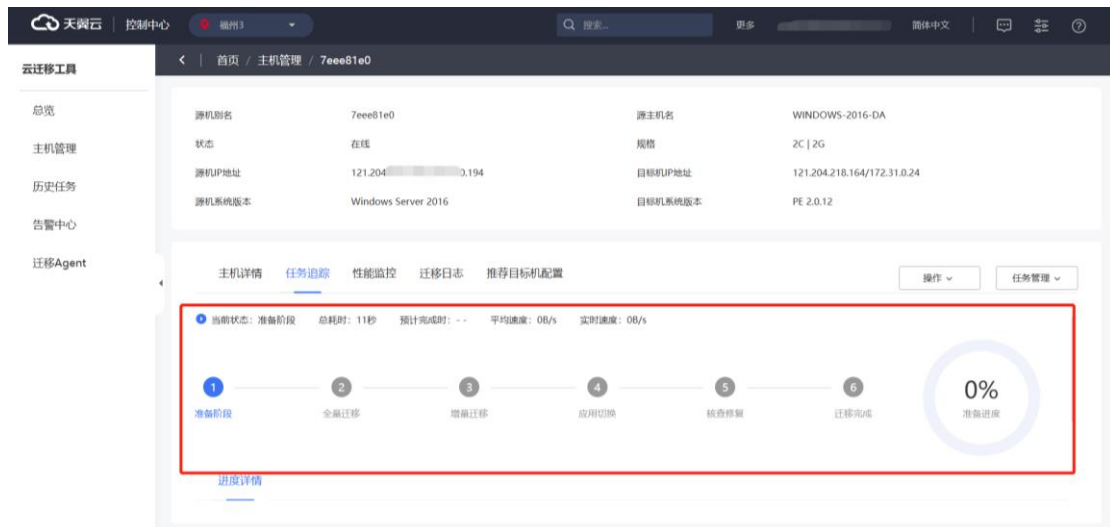 天翼云 控制中心 福州3 搜索... 更多 简体中文
云迁移工具
首页 / 主机管理 / 7eee81e0
总览
主机管理
历史任务
告警中心
迁移Agent
源机别名 7eee81e0 源主机名 WINDOWS-2016-DA
状态 在线 规格 2C | 2G
源机IP地址 121.204 0.194 目标机IP地址 121.204.218.164/172.31.0.24
源机系统版本 Windows Server 2016 目标机系统版本 PE 2.0.12
主机详情 任务追踪 性能监控 迁移日志 推荐目标机配置 操作 任务管理
当前状态: 准备阶段 总耗时: 11秒 预计完成时: - - 平均速度: 0B/s 实时速度: 0B/s
1 2 3 4 5 6 0%
准备阶段 全量迁移 增量迁移 应用切换 核查修复 迁移完成 准备进度
进度详情